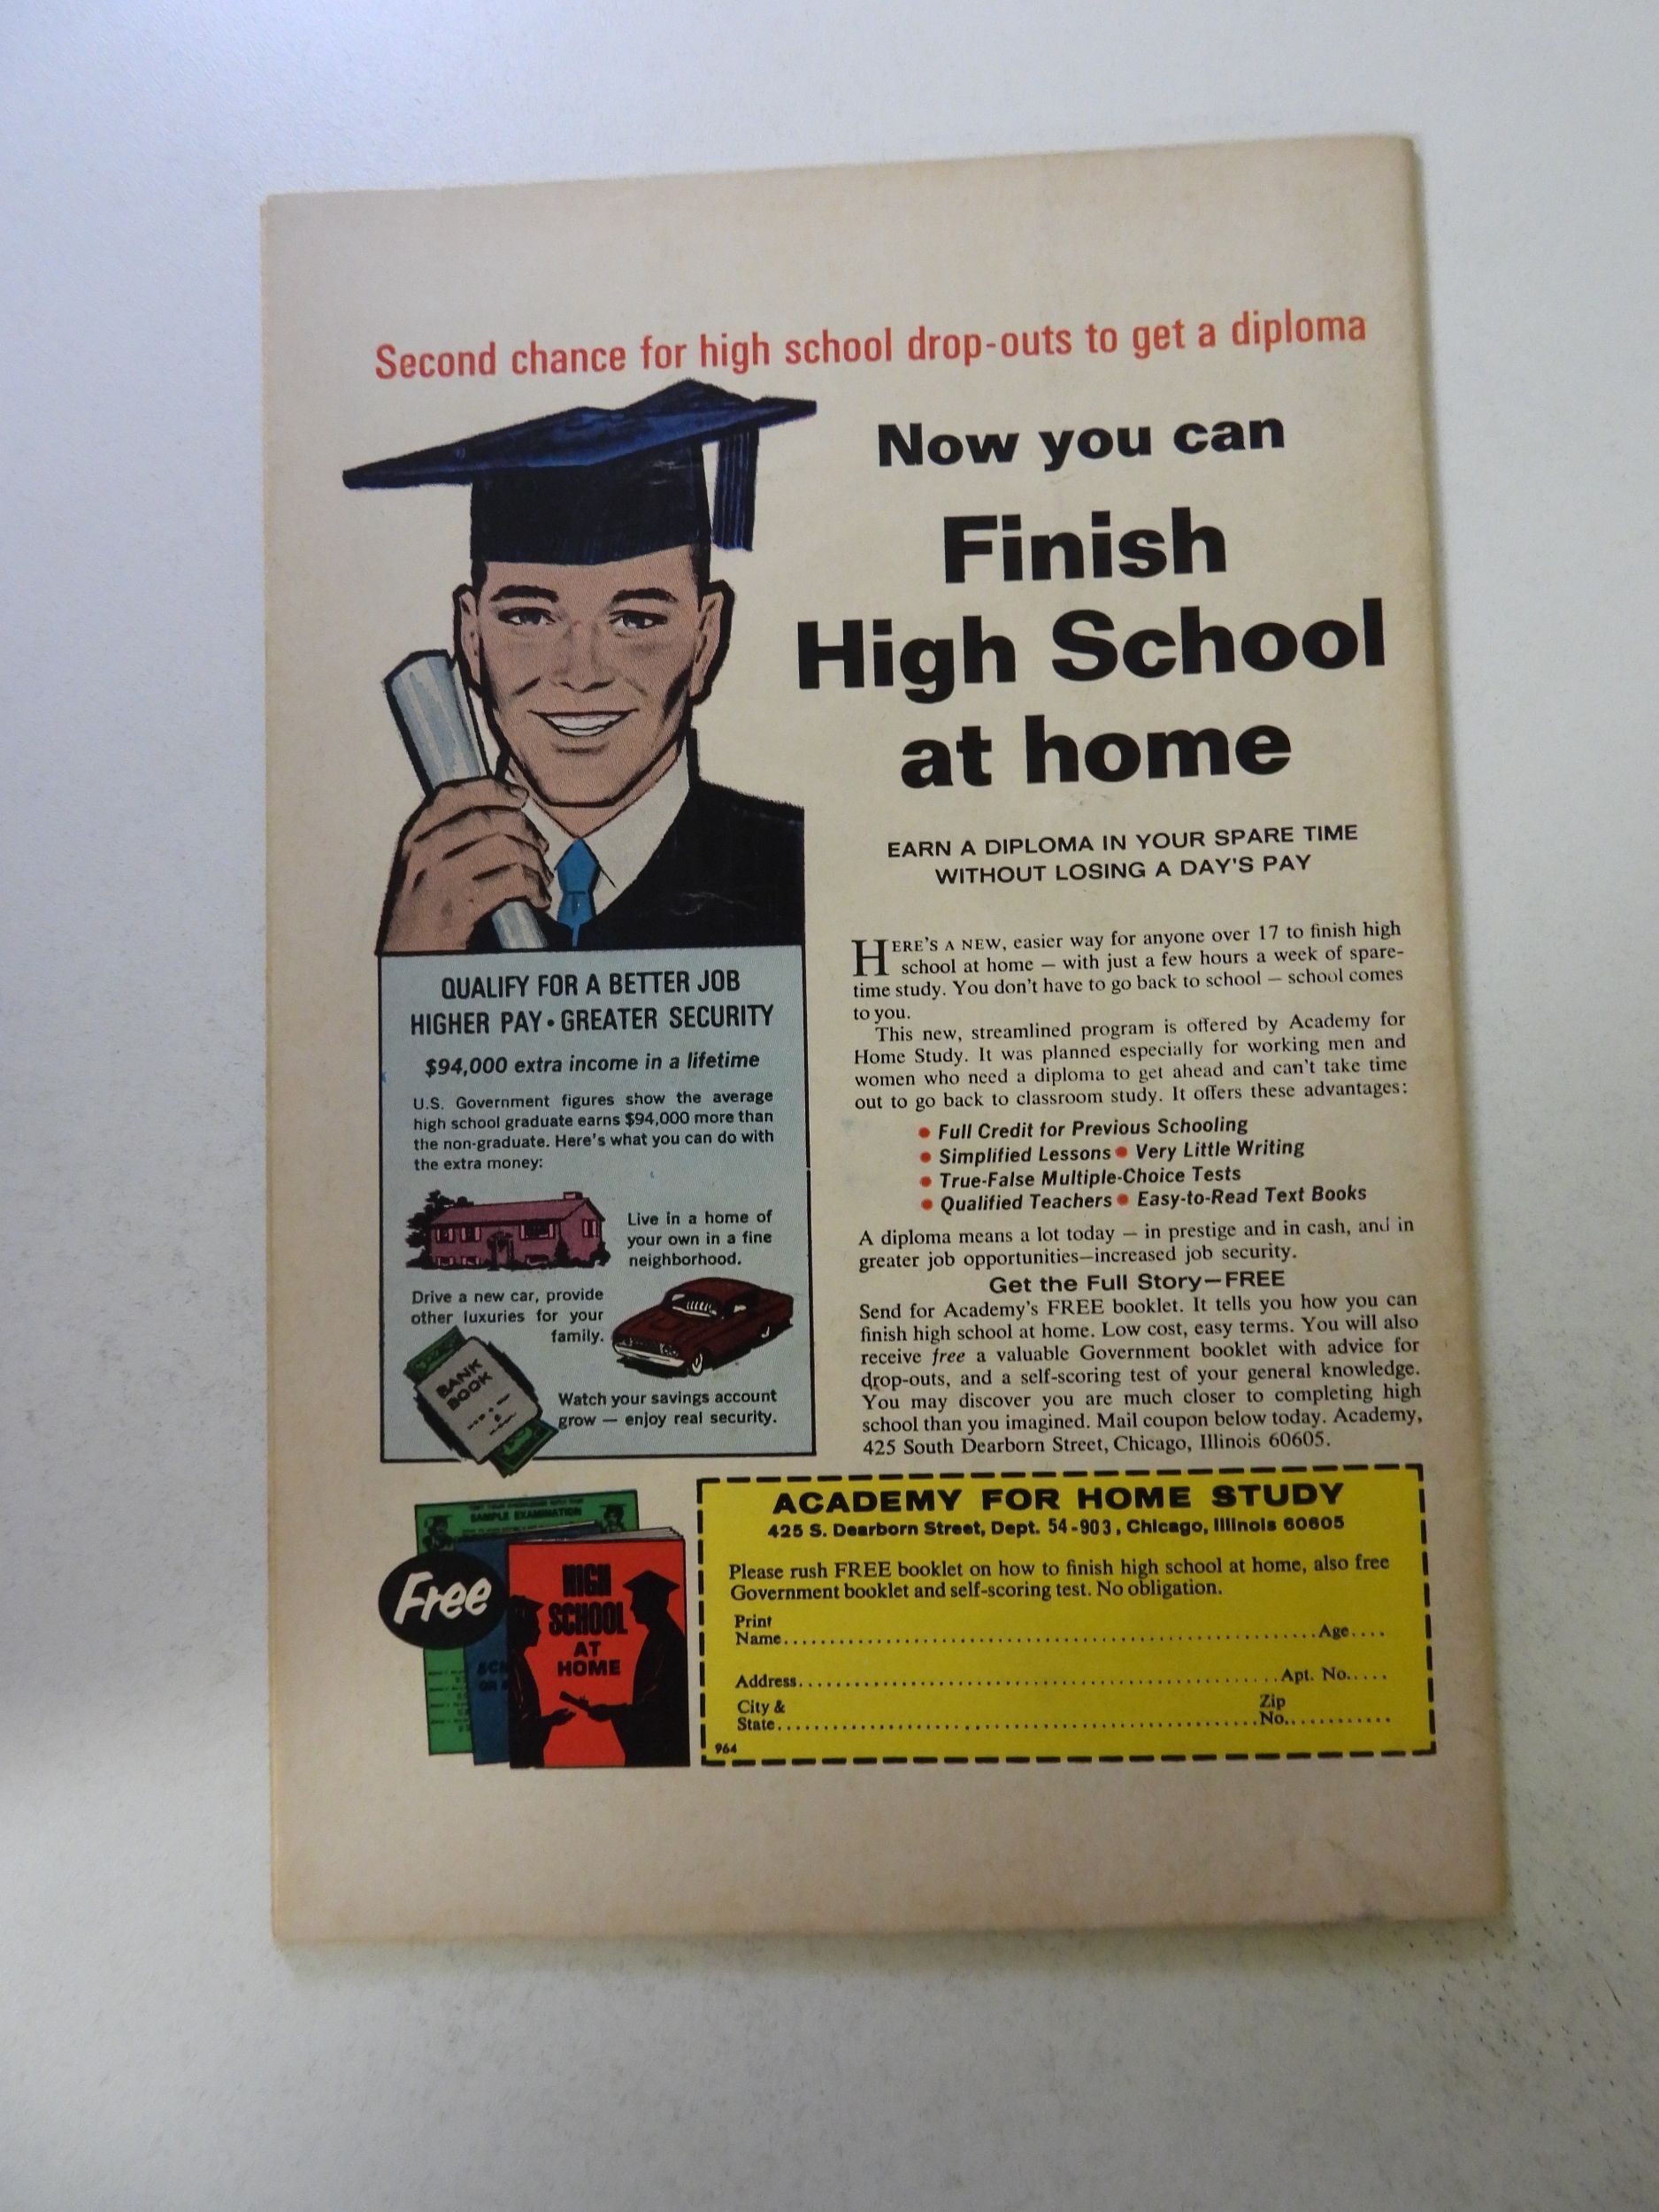 Second chance for high school drop-outs to get a diploma
Now you can
Finish
High School
at home
EARN A DIPLOMA IN YOUR SPARE TIME
WITHOUT LOSING A DAY'S PAY
HERE'S A NEW, easier way for anyone over 17 to finish high
school at home — with just a few hours a week of spare-
time study. You don't have to go back to school — school comes
to you.
This new, streamlined program is offered by Academy for
Home Study. It was planned especially for working men and
women who need a diploma to get ahead and can't take time
out to go back to classroom study. It offers these advantages:
• Full Credit for Previous Schooling
• Simplified Lessons • Very Little Writing
• True-False Multiple-Choice Tests
• Qualified Teachers • Easy-to-Read Text Books
A diploma means a lot today — in prestige and in cash, and in
greater job opportunities—increased job security.
Get the Full Story—FREE
Send for Academy's FREE booklet. It tells you how you can
finish high school at home. Low cost, easy terms. You will also
receive free a valuable Government booklet with advice for
drop-outs, and a self-scoring test of your general knowledge.
You may discover you are much closer to completing high
school than you imagined. Mail coupon below today. Academy,
425 South Dearborn Street, Chicago, Illinois 60605.
QUALIFY FOR A BETTER JOB
HIGHER PAY • GREATER SECURITY
$94,000 extra income in a lifetime
U.S. Government figures show the average
high school graduate earns $94,000 more than
the non-graduate. Here's what you can do with
the extra money:
Live in a home of
your own in a fine
neighborhood.
Drive a new car, provide
other luxuries for your
family.
BANK
BOOK
Watch your savings account
grow — enjoy real security.
SAMPLE EXAMINATION
Free
HIGH
SCHOOL
AT
HOME
ACADEMY FOR HOME STUDY
425 S. Dearborn Street, Dept. 54-903, Chicago, Illinois 60605
Please rush FREE booklet on how to finish high school at home, also free
Government booklet and self-scoring test. No obligation.
Print
Name.......................Age....
Address.......................Apt. No.....
City & Zip
State.......................No............
964